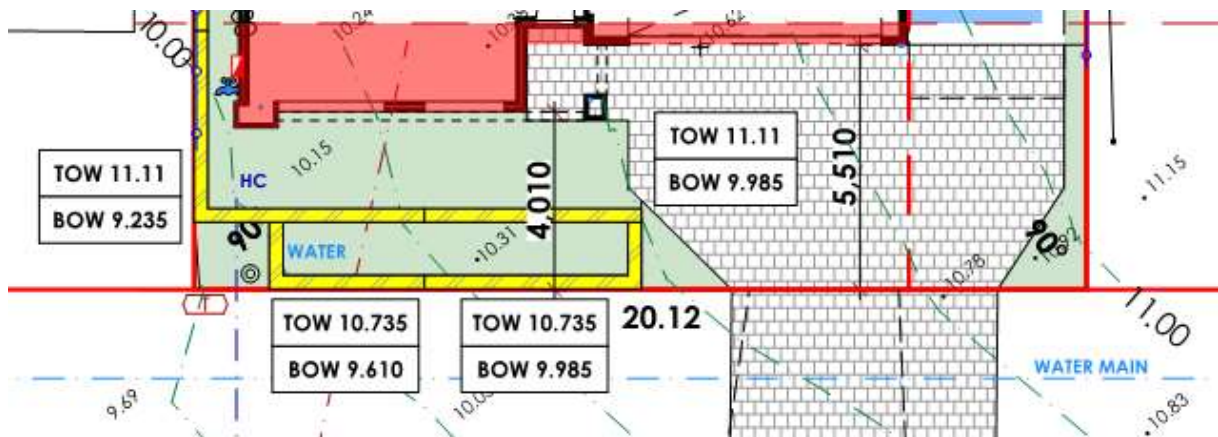 10.00
10.24
10.62
TOW 11.11
BOW 9.235
10.15
HC
4,010
TOW 11.11
BOW 9.985
5,510
11.15
WATER
10.31
10.78
TOW 10.735
BOW 9.610
TOW 10.735
BOW 9.985
20.12
11.00
WATER MAIN
9.69
10.83